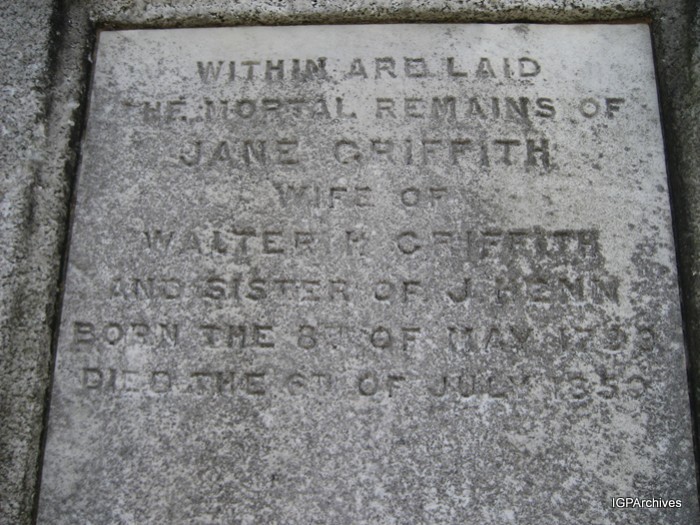 WITHIN ARE LAID
THE MORTAL REMAINS OF
JANE GRIFFITH
WIFE OF
WALTER H GRIFFITH
AND SISTER OF J. HENN
BORN THE 8TH OF MAY
DIED THE 6TH OF JULY
IGPArchives